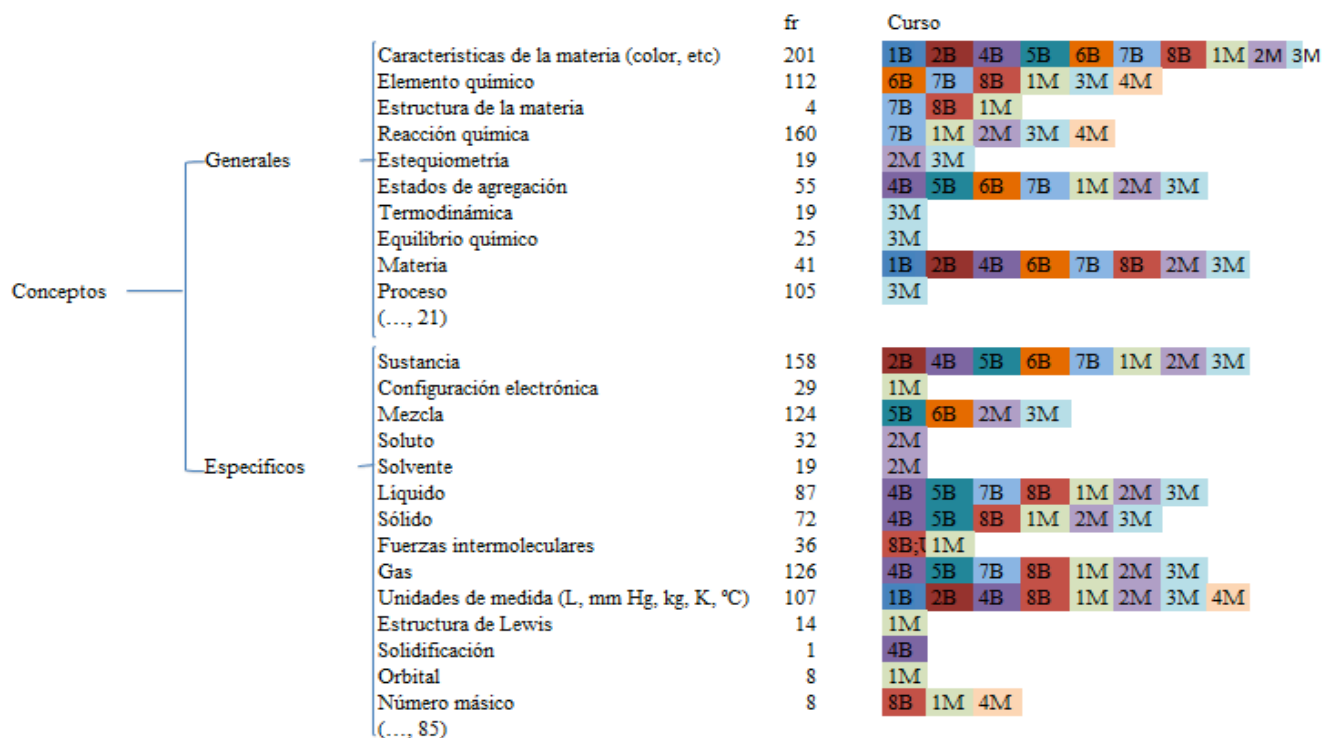 fr Curso
Características de la materia (color, etc) 201 1B 2B 4B 5B 6B 7B 8B 1M 2M 3M
Elemento químico 112 6B 7B 8B 1M 3M 4M
Estructura de la materia 4 7B 8B 1M
Reacción química 160 7B 1M 2M 3M 4M
Generales Estequiometría 19 2M 3M
Estados de agregación 55 4B 5B 6B 7B 1M 2M 3M
Termodinámica 19 3M
Equilibrio químico 25 3M
Materia 41 1B 2B 4B 6B 7B 8B 2M 3M
Conceptos Proceso 105 3M
(…, 21)
Sustancia 158 2B 4B 5B 6B 7B 1M 2M 3M
Configuración electrónica 29 1M
Mezcla 124 5B 6B 2M 3M
Soluto 32 2M
Específicos Solvente 19 2M
Líquido 87 4B 5B 7B 8B 1M 2M 3M
Sólido 72 4B 5B 8B 1M 2M 3M
Fuerzas intermoleculares 36 8B; 1M
Gas 126 4B 5B 7B 8B 1M 2M 3M
Unidades de medida (L, mm Hg, kg, K, ºC) 107 1B 2B 4B 8B 1M 2M 3M 4M
Estructura de Lewis 14 1M
Solidificación 1 4B
Orbital 8 1M
Número másico 8 8B 1M 4M
(…, 85)